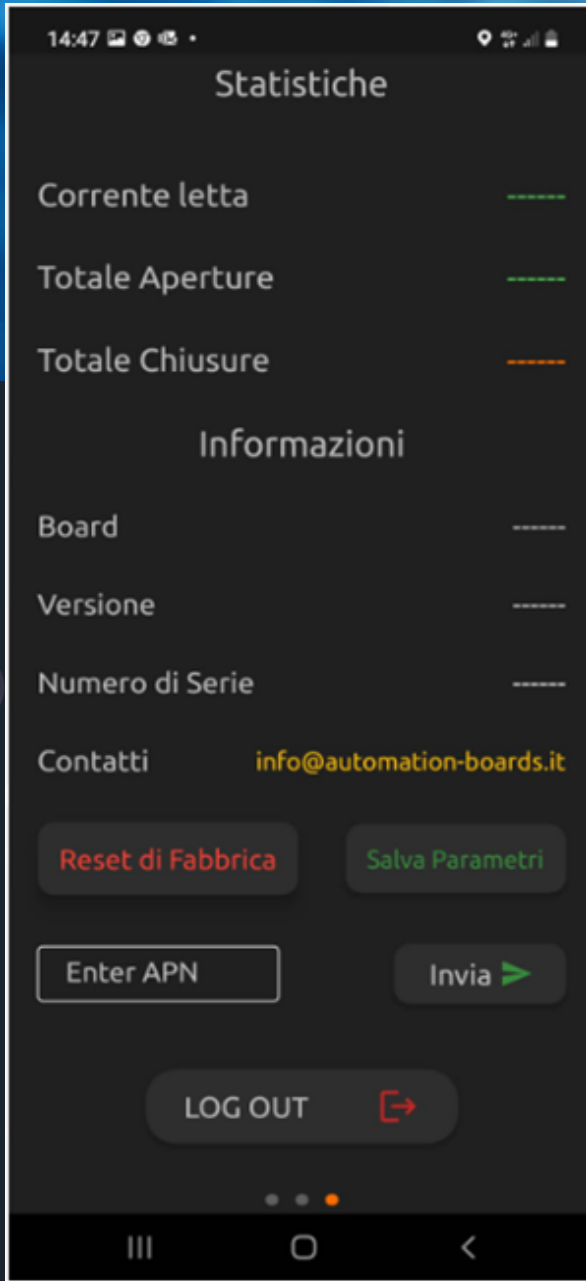 14:47
Statistiche
Corrente letta ------
Totale Aperture ------
Totale Chiusure ------
Informazioni
Board ------
Versione ------
Numero di Serie ------
Contatti info@automation-boards.it
Reset di Fabbrica Salva Parametri
Enter APN Invia
LOG OUT